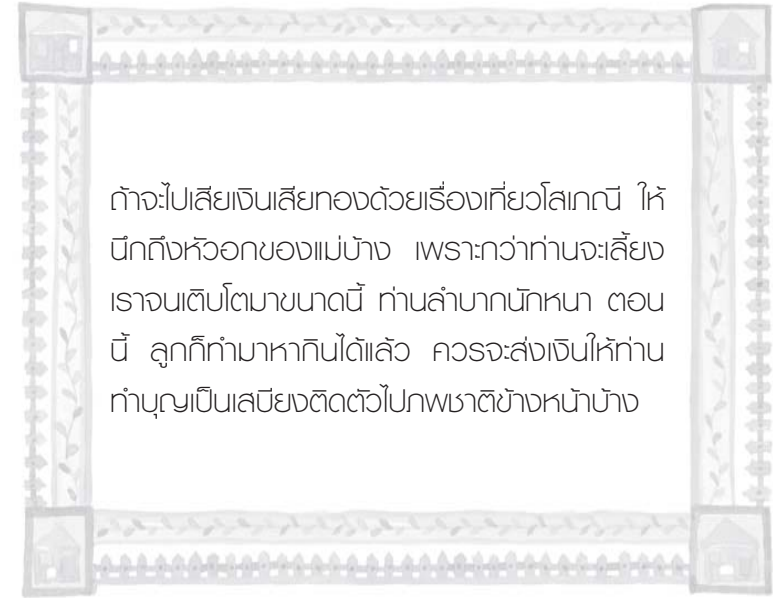 ถ้าจะไปเสียเงินเสียทองด้วยเรื่องเที่ยวโสเภณี ให้
นึกถึงหัวอกของแม่บ้าง เพราะกว่าท่านจะเลี้ยง
เราจนเติบโตมาขนาดนี้ ท่านลำบากนักหนา ตอน
นี้ ลูกก็ทำมาหากินได้แล้ว ควรจะส่งเงินให้ท่าน
ทำบุญเป็นเสบียงติดตัวไปภพชาติข้างหน้าบ้าง